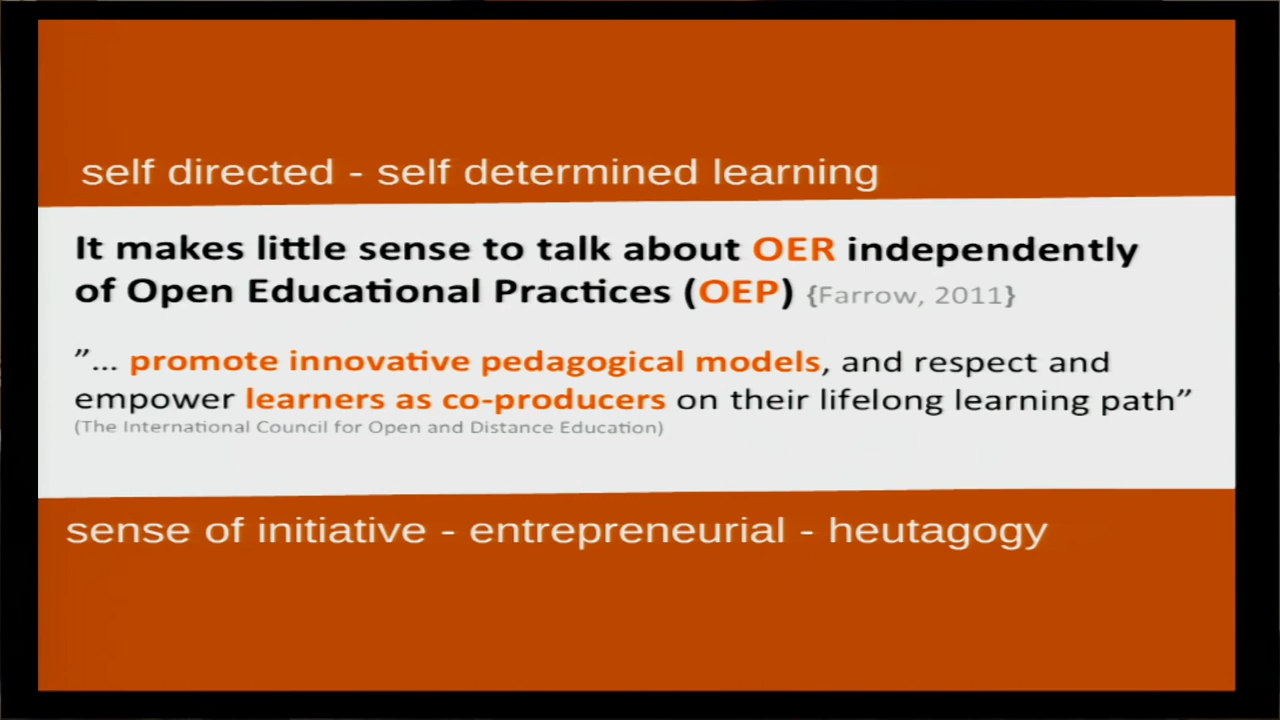 self directed - self determined learning
It makes little sense to talk about OER independently
of Open Educational Practices (OEP) {Farrow, 2011}
”... promote innovative pedagogical models, and respect and
empower learners as co-producers on their lifelong learning path”
(The International Council for Open and Distance Education)
sense of initiative - entrepreneurial - heutagogy